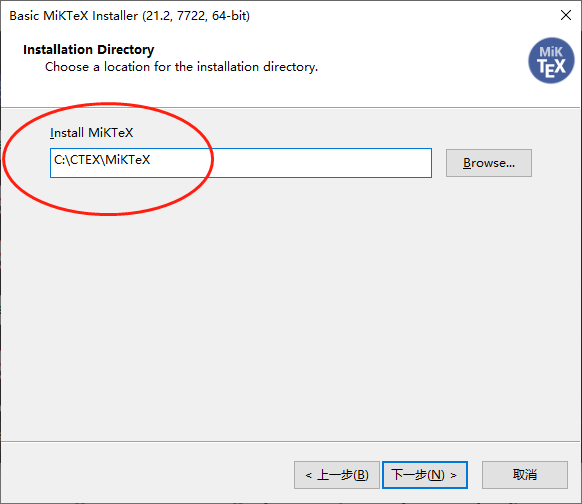 Basic MiKTeX Installer (21.2, 7722, 64-bit)
Installation Directory
Choose a location for the installation directory.
MiK
TEX
Install MiKTeX
C:\CTEX\MiKTeX
Browse...
< 上一步(B)
下一步(N) >
取消